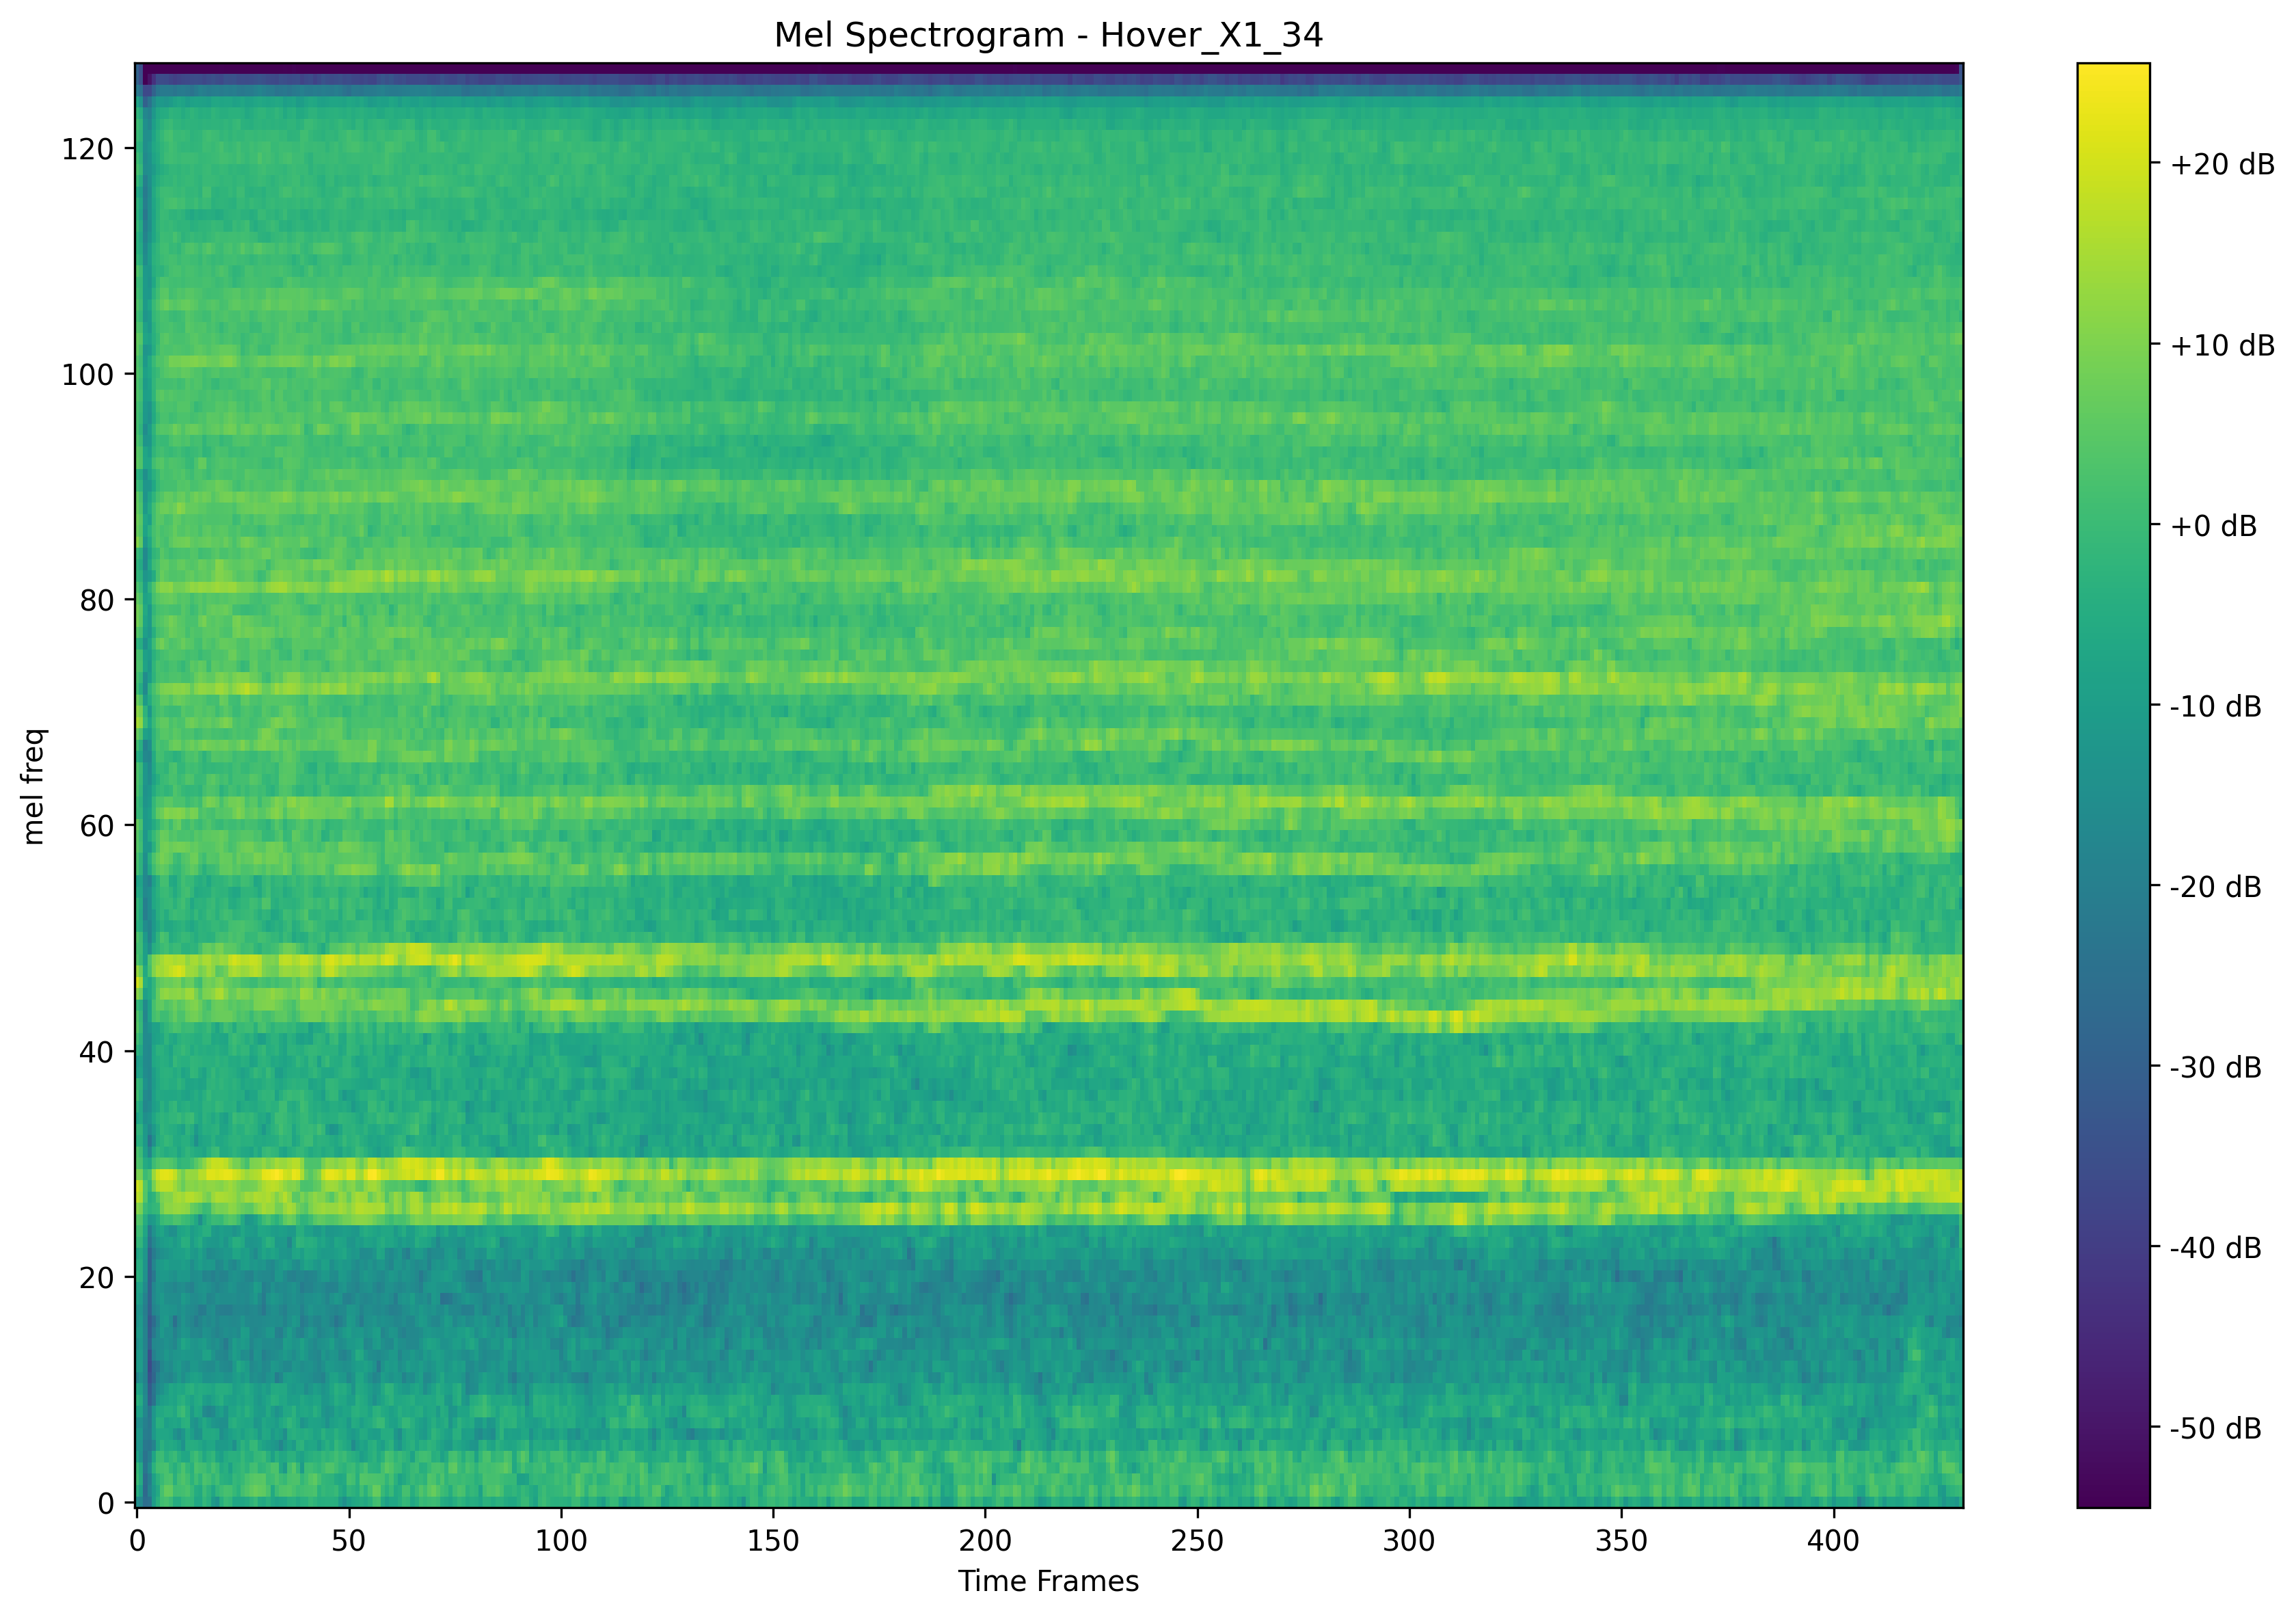 Mel Spectrogram - Hover_X1_34
mel freq
120
100
80
60
40
20
0
0 50 100 150 200 250 300 350 400
Time Frames
+20 dB
+10 dB
+0 dB
-10 dB
-20 dB
-30 dB
-40 dB
-50 dB